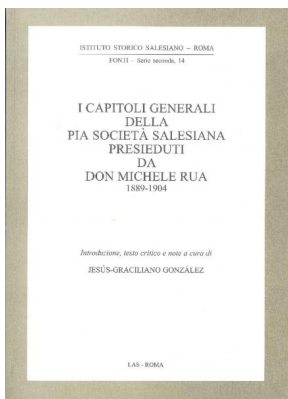 ISTITUTO STORICO SALESIANO – ROMA
FONTI – Serie seconda, 14
I CAPITOLI GENERALI
DELLA
PIA SOCIETÀ SALESIANA
PRESIEDUTI
DA
DON MICHELE RUA
1889-1904
Introduzione, testo critico e note a cura di
JESÚS-GRACILIANO GONZÁLEZ
LAS - ROMA